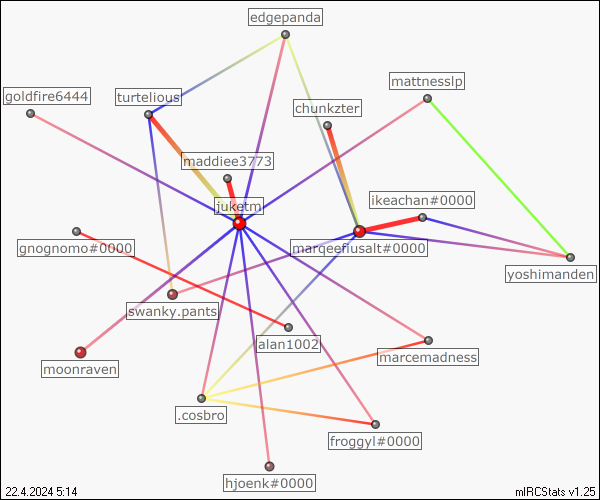 edgepanda
mattnesslp
goldfire6444
turtelious
chunkzter
maddiee3773
ikeachan#0000
juketm
gnognomo#0000
marqeefiusalt#0000
yoshimanden
swanky.pants
alan1002
marcemadness
moonraven
.cosbro
froggyl#0000
hjoenk#0000
22.4.2024 5:14
mIRCStats v1.25